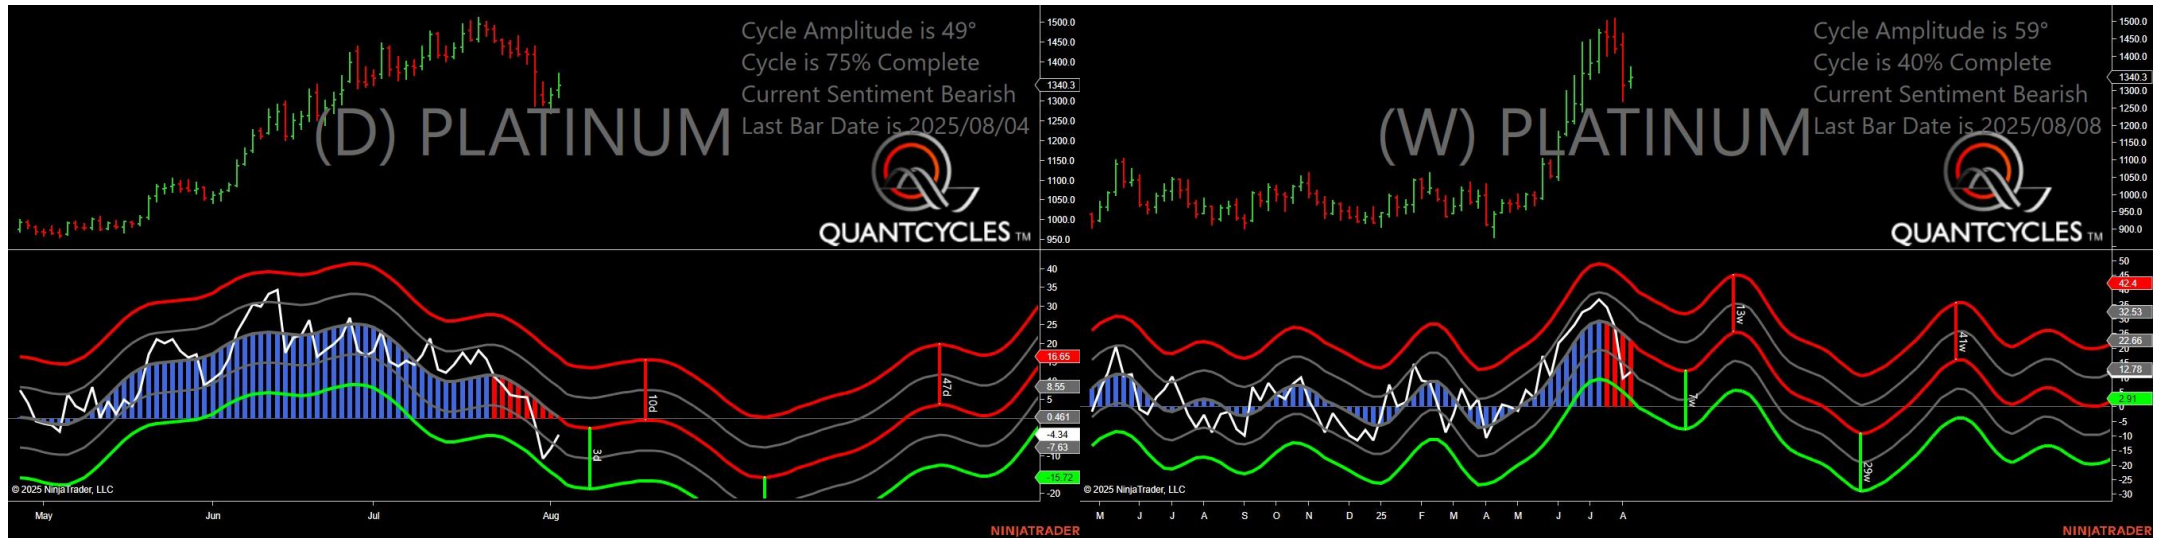 Cycle Amplitude is 49°
Cycle is 75% Complete
Current Sentiment Bearish
Last Bar Date is 2025/08/04
(D) PLATINUM
QUANTCYCLES TM
1500.0
1450.0
1400.0
1340.3
1300.0
1250.0
1200.0
1150.0
1100.0
1050.0
1000.0
950.0
40
35
30
25
20
16.65
8.55
5
0.461
-4.34
-7.63
-10
-15.72
-20
10d
47d
3d
© 2025 NinjaTrader, LLC
May Jun Jul Aug
NINJATRADER
Cycle Amplitude is 59°
Cycle is 40% Complete
Current Sentiment Bearish
Last Bar Date is 2025/08/08
(W) PLATINUM
QUANTCYCLES TM
1500.0
1450.0
1400.0
1340.3
1300.0
1250.0
1200.0
1150.0
1100.0
1050.0
1000.0
950.0
900.0
50
42.4
32.53
22.66
12.78
2.91
-5
-10
-15
-20
-25
-30
13w
41w
29w
© 2025 NinjaTrader, LLC
M J J A S O N D 25 F M A M J J A
NINJATRADER